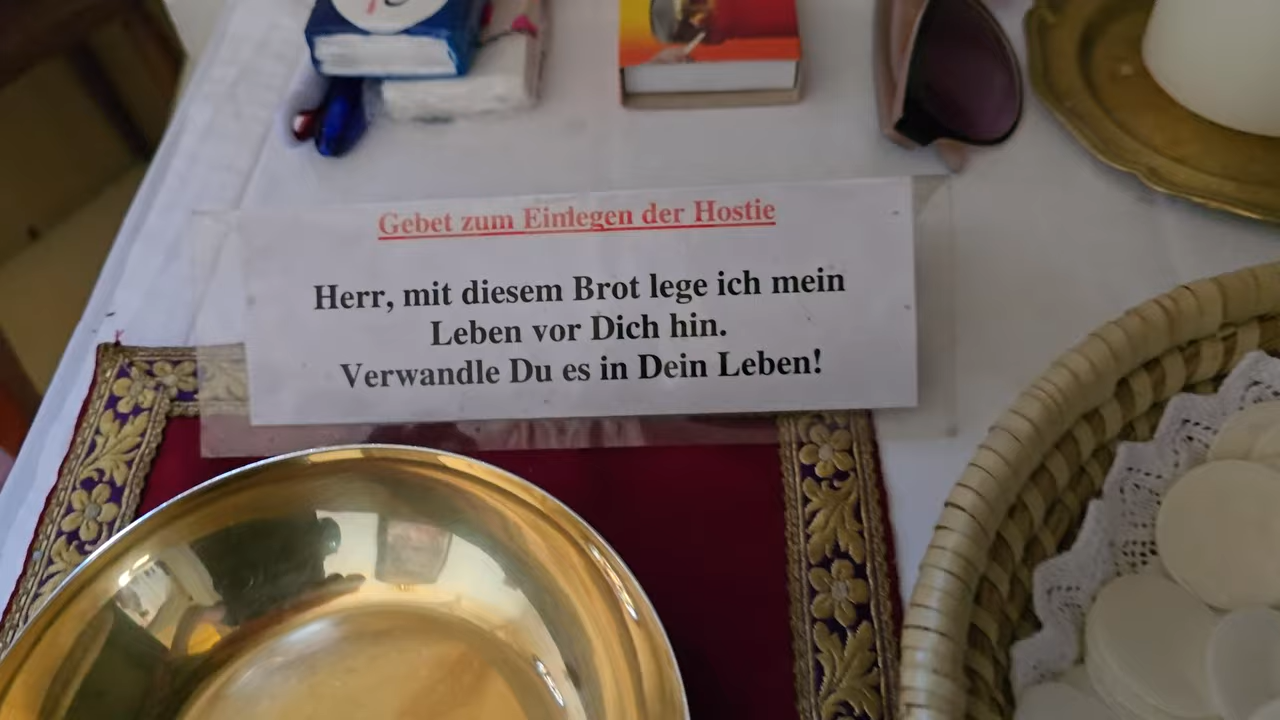 Gebet zum Einlegen der Hostie
Herr, mit diesem Brot lege ich mein
Leben vor Dich hin.
Verwandle Du es in Dein Leben!